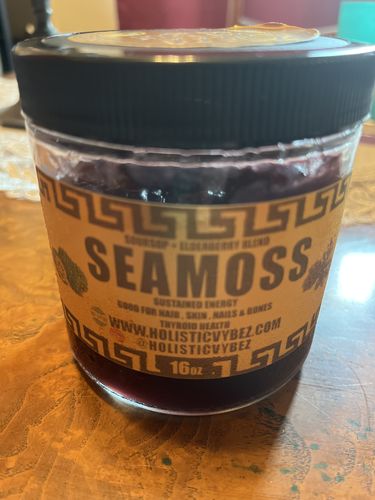 SOURSOP + ELDERBERRY BLEND
SEAMOSS
SUSTAINED ENERGY
GOOD FOR HAIR, SKIN, NAILS & BONES
THYROID HEALTH
WWW.HOLISTICVYBEZ.COM
@HOLISTICVYBEZ
16OZ